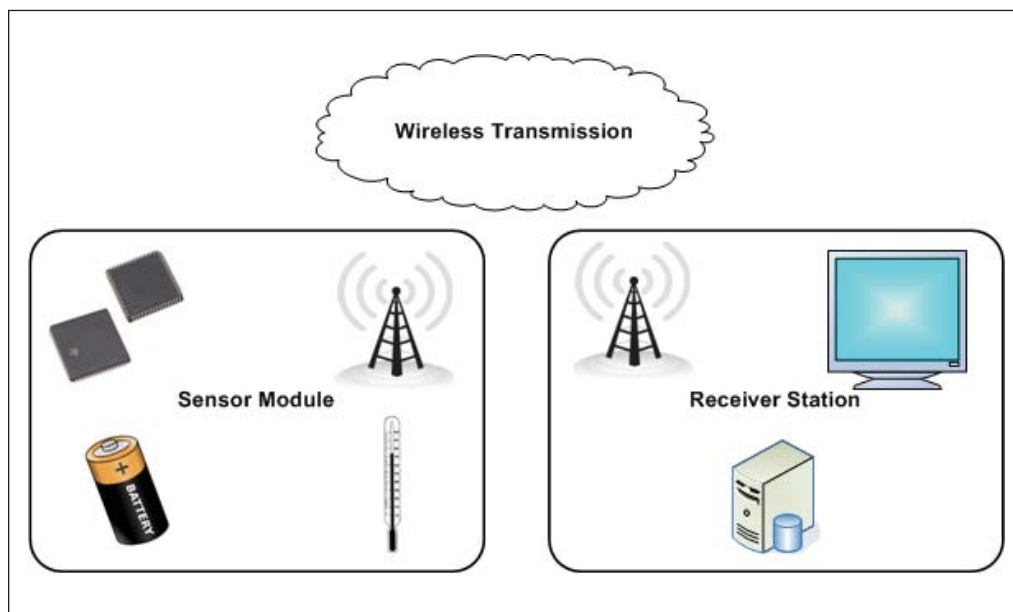 Wireless Transmission
Sensor Module
Receiver Station
+
BATTERY